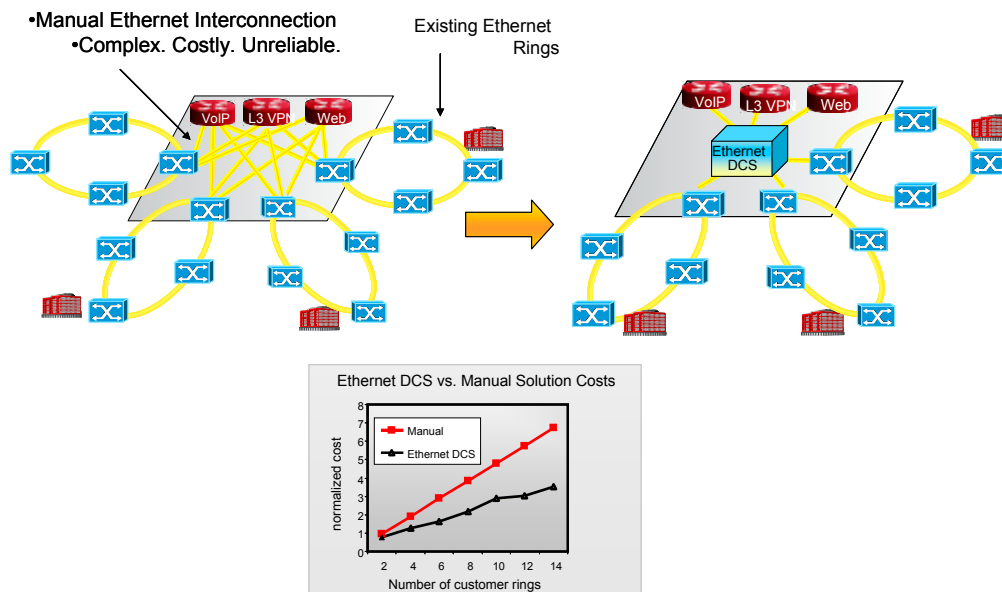 •Manual Ethernet Interconnection
•Complex. Costly. Unreliable.
Existing Ethernet
Rings
VoIP
L3 VPN
Web
VoIP
L3 VPN
Web
Ethernet
DCS
Ethernet DCS vs. Manual Solution Costs
normalized cost
8
7
6
5
4
3
2
1
0
Manual
Ethernet DCS
2 4 6 8 10 12 14
Number of customer rings